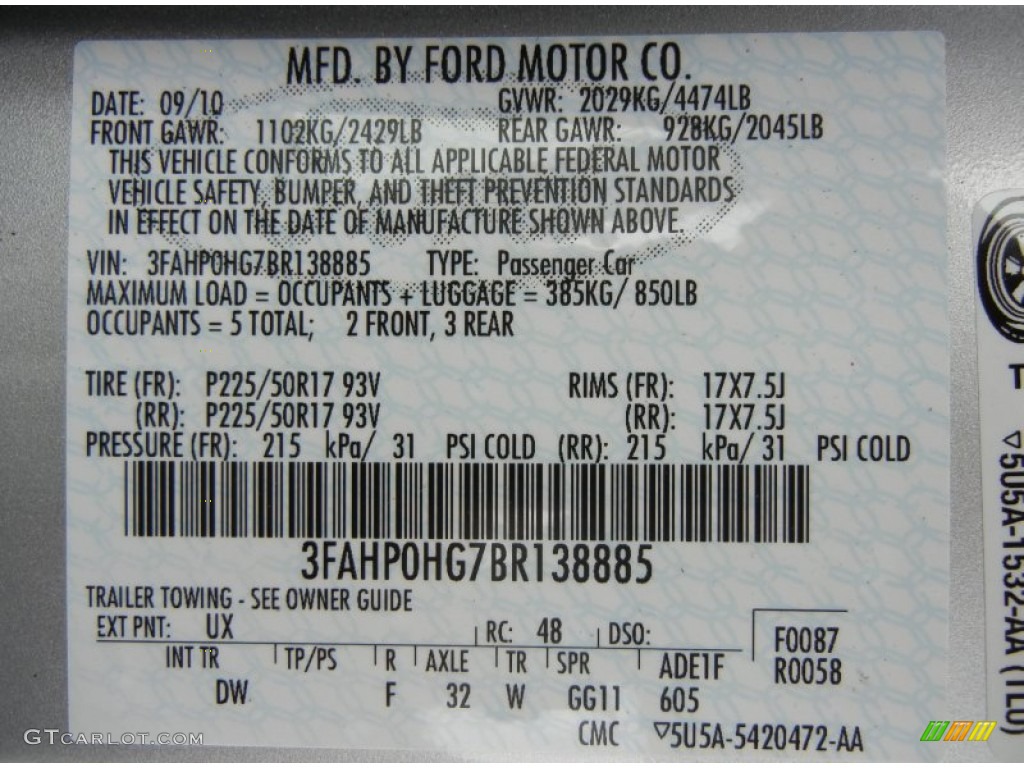 MFD. BY FORD MOTOR CO.
DATE: 09/10 GVWR: 2029KG/4474LB
FRONT GAWR: 1102KG/2429LB REAR GAWR: 928KG/2045LB
THIS VEHICLE CONFORMS TO ALL APPLICABLE FEDERAL MOTOR
VEHICLE SAFETY, BUMPER, AND THEFT PREVENTION STANDARDS
IN EFFECT ON THE DATE OF MANUFACTURE SHOWN ABOVE.
VIN: 3FAHP0HG7BR138885 TYPE: Passenger Car
MAXIMUM LOAD = OCCUPANTS + LUGGAGE = 385KG/ 850LB
OCCUPANTS = 5 TOTAL; 2 FRONT, 3 REAR
TIRE (FR): P225/50R17 93V RIMS (FR): 17X7.5J
(RR): P225/50R17 93V (RR): 17X7.5J
PRESSURE (FR): 215 kPa/ 31 PSI COLD (RR): 215 kPa/ 31 PSI COLD
3FAHP0HG7BR138885
TRAILER TOWING - SEE OWNER GUIDE
EXT PNT: UX RC: 48 DSO: F0087
INT TR TP/PS R AXLE TR SPR ADE1F R0058
DW F 32 W GG11 605
CMC ▽5U5A-5420472-AA
T
▽5U5A-1532-AA (TLU)
GTCARLOT.COM